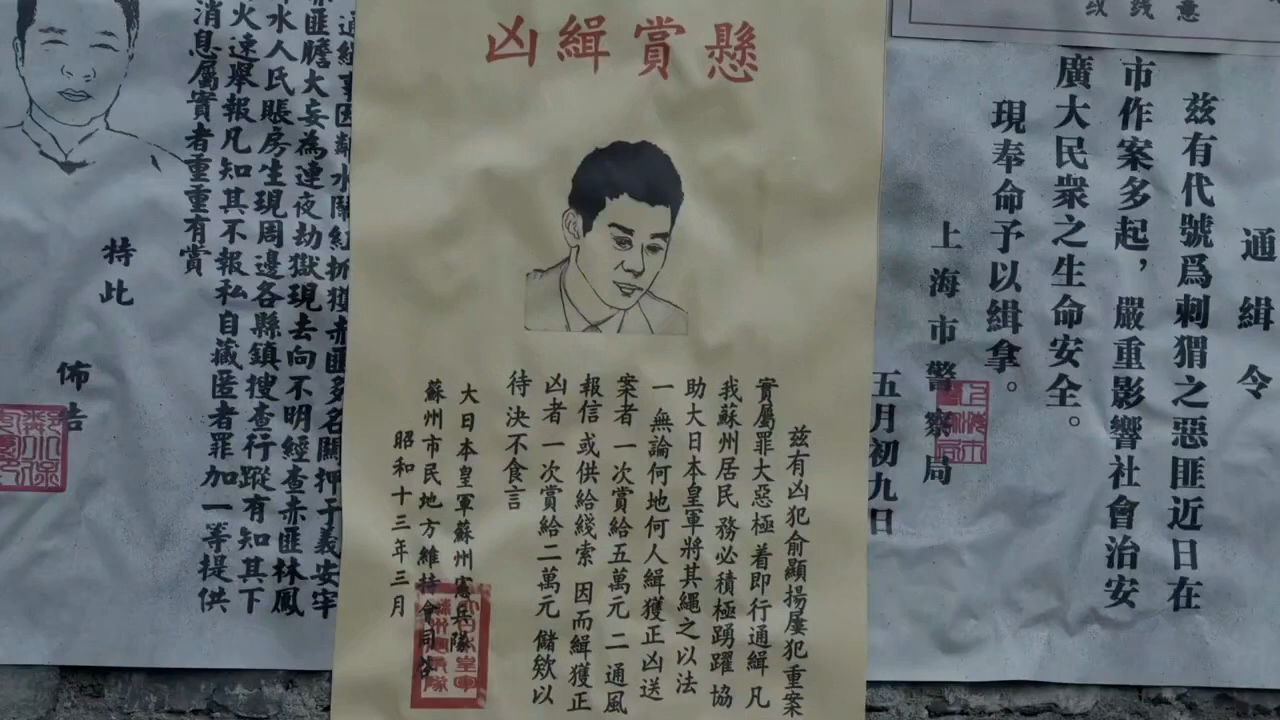 通緝令
兹有代號爲刺猬之惡匪近日在
市作案多起，嚴重影響社會治安
廣大民衆之生命安全。
現奉命予以緝拿。
上海市警察局
五月初九日
懸賞緝凶
兹有凶犯俞顯揚屢犯重案
實屬罪大惡極 着即行通緝 凡
我蘇州居民 務必積極踴躍 協
助大日本皇軍將其繩之以法
一 無論何地何人緝獲正凶送
案者 一次賞給五萬元 二 通風
報信 或供給綫索 因而緝獲正
凶者 一次賞給二萬元 儲欵以
待 决不食言
大日本皇軍蘇州憲兵隊
蘇州市民地方維持會同啓
昭和十三年三月
通緝事因鄰水鬧紅折獲赤匪多名關押于義安牢
赤匪膽大妄為連夜劫獄現去向不明經查赤匪林鳳
水人民賬房生現周邊各縣鎮搜查行蹤有知其下
火速舉報凡知其不報私自藏匿者罪加一等提供
消息屬實者重重有賞
特此
佈告